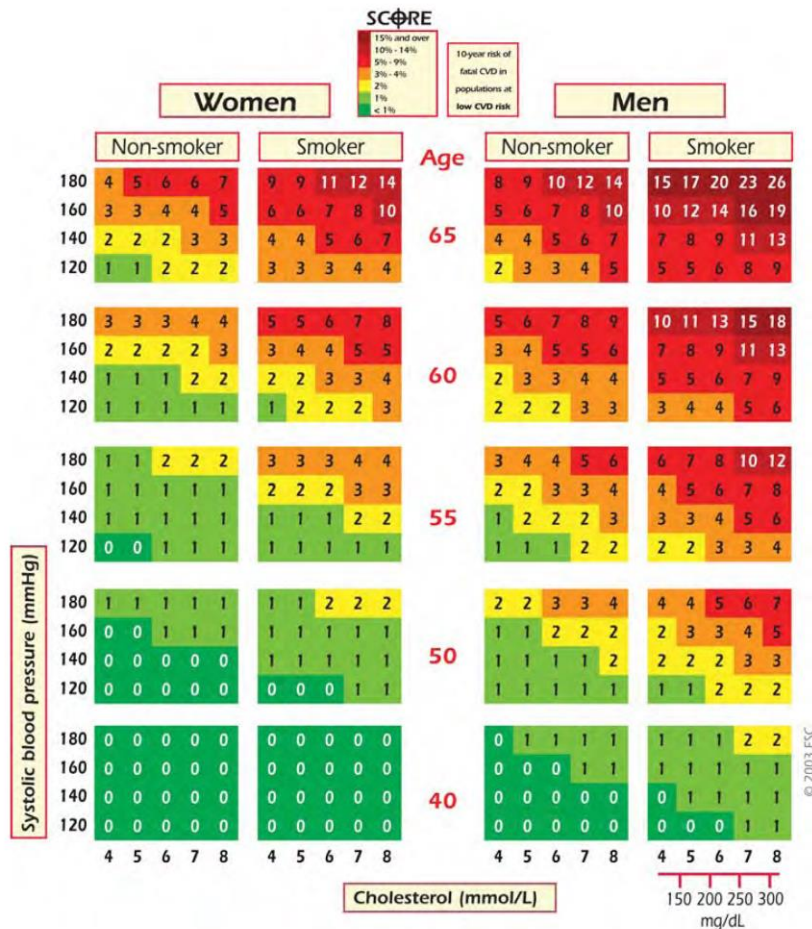 SCORE
15% and over
10% - 14%
5% - 9%
3% - 4%
2%
1%
< 1%
10-year risk of
fatal CVD in
populations at
low CVD risk
Women
Men
Non-smoker Smoker Age Non-smoker Smoker
180 4 5 6 6 7 9 9 11 12 14 8 9 10 12 14 15 17 20 23 26
160 3 3 4 4 5 6 6 7 8 10 5 6 7 8 10 10 12 14 16 19
65
140 2 2 2 3 3 4 4 5 6 7 4 4 5 6 7 7 8 9 11 13
120 1 1 2 2 2 3 3 3 4 4 2 3 3 4 5 5 5 6 8 9
180 3 3 3 4 4 5 5 6 7 8 5 6 7 8 9 10 11 13 15 18
160 2 2 2 2 3 3 4 4 5 5 3 4 5 5 6 7 8 9 11 13
60
140 1 1 1 2 2 2 2 3 3 4 2 3 3 4 4 5 5 6 7 9
120 1 1 1 1 1 1 2 2 2 3 2 2 2 3 3 3 4 4 5 6
180 1 1 2 2 2 3 3 3 4 4 3 4 4 5 6 6 7 8 10 12
160 1 1 1 1 1 2 2 2 3 3 2 2 3 3 4 4 5 6 7 8
55
140 1 1 1 1 1 1 1 1 2 2 1 2 2 2 3 3 3 4 5 6
120 0 0 1 1 1 1 1 1 1 1 1 1 1 2 2 2 2 3 3 4
180 1 1 1 1 1 1 1 2 2 2 2 2 3 3 4 4 4 5 6 7
160 0 0 1 1 1 1 1 1 1 1 1 1 2 2 2 2 3 3 4 5
50
140 0 0 0 0 0 1 1 1 1 1 1 1 1 1 2 2 2 2 3 3
120 0 0 0 0 0 0 0 0 1 1 1 1 1 1 1 1 1 2 2 2
180 0 0 0 0 0 0 0 0 0 0 0 1 1 1 1 1 1 1 2 2
160 0 0 0 0 0 0 0 0 0 0 0 0 0 1 1 1 1 1 1 1
40
140 0 0 0 0 0 0 0 0 0 0 0 0 0 0 0 0 1 1 1 1
120 0 0 0 0 0 0 0 0 0 0 0 0 0 0 0 0 0 0 1 1
4 5 6 7 8 4 5 6 7 8 4 5 6 7 8 4 5 6 7 8
Systolic blood pressure (mmHg)
Cholesterol (mmol/L)
150 200 250 300
mg/dL
© 2003 ESC